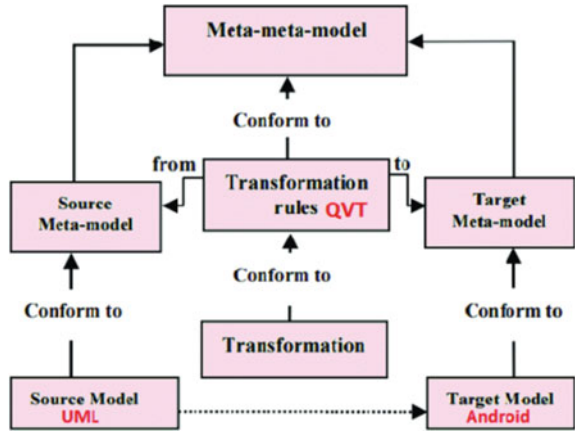 Meta-meta-model
Conform to
from
to
Source
Meta-model
Transformation
rules QVT
Target
Meta-model
Conform to
Conform to
Conform to
Transformation
Source Model
UML
Target Model
Android